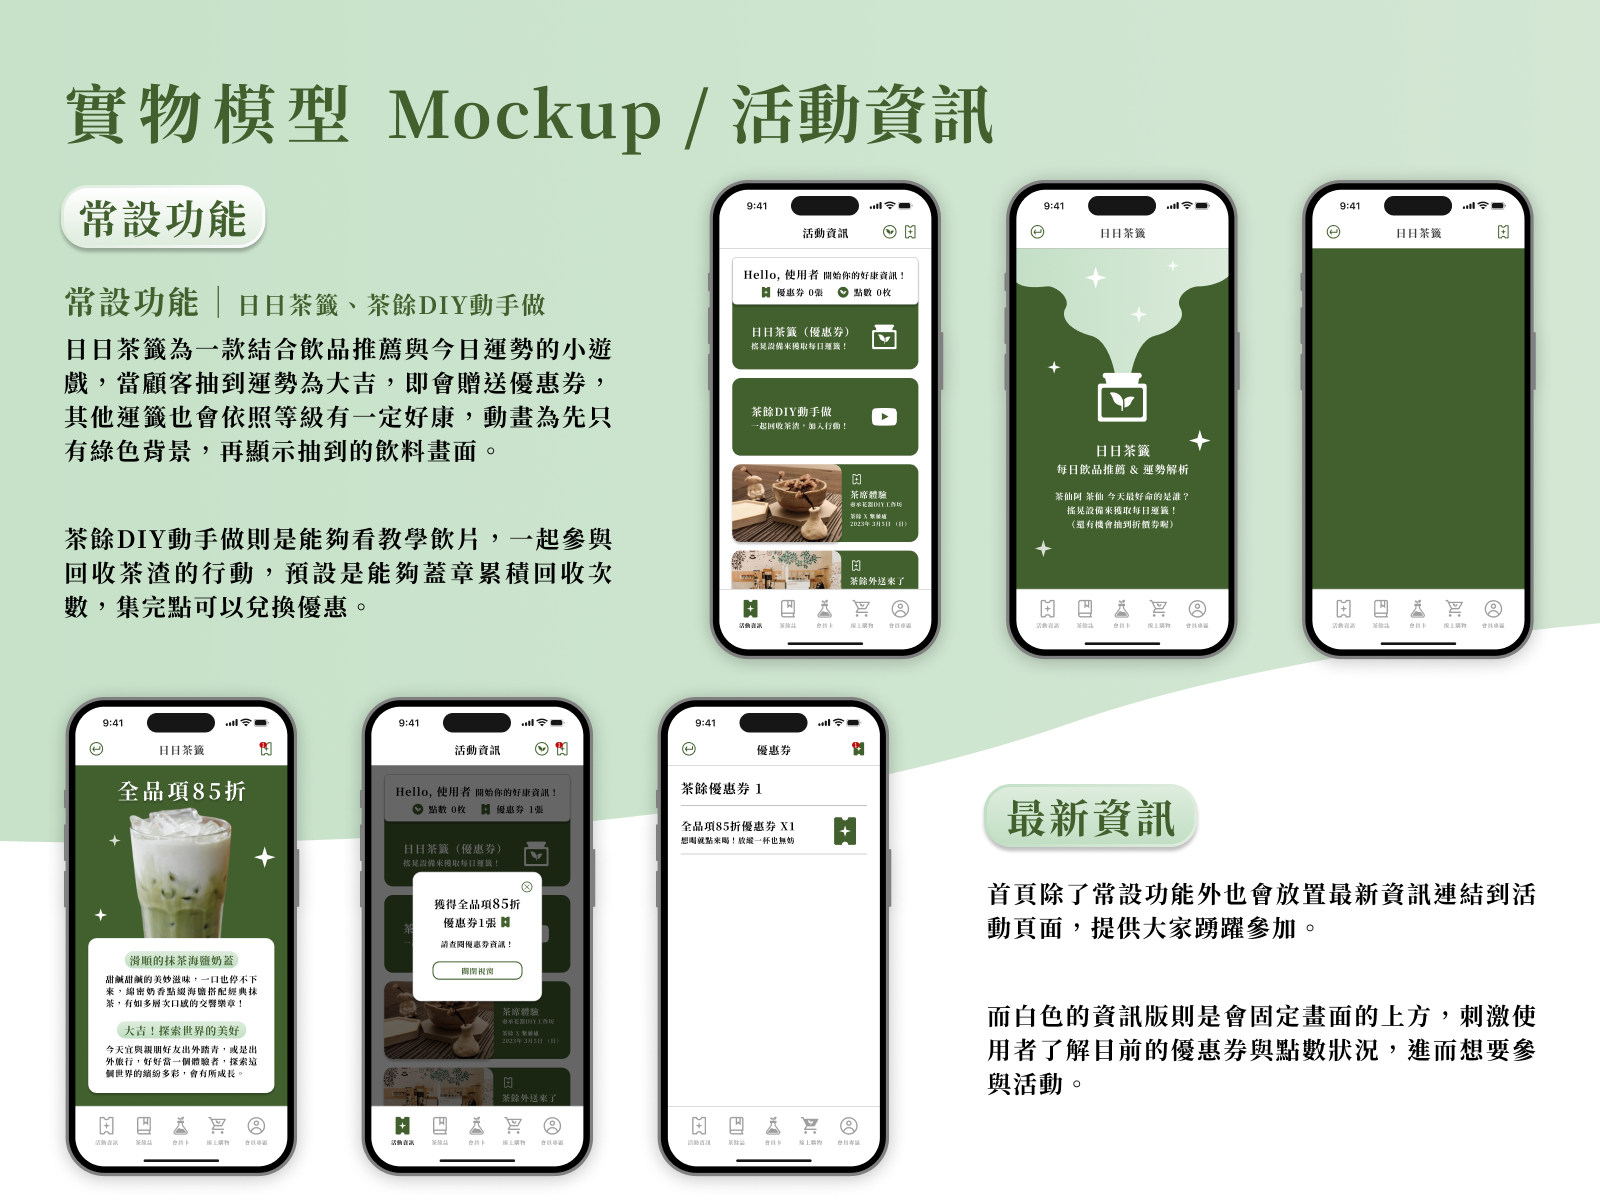 實物模型 Mockup / 活動資訊
常設功能
常設功能｜日日茶籤、茶餘DIY動手做
日日茶籤為一款結合飲品推薦與今日運勢的小遊
戲，當顧客抽到運勢為大吉，即會贈送優惠券，
其他運籤也會依照等級有一定好康，動畫為先只
有綠色背景，再顯示抽到的飲料畫面。
茶餘DIY動手做則是能夠看教學飲片，一起參與
回收茶渣的行動，預設是能夠蓋章累積回收次
數，集完點可以兌換優惠。
9:41
活動資訊
Hello, 使用者 開始你的好康資訊！
優惠券 0張 點數 0枚
日日茶籤（優惠券）
搖晃設備來獲取每日運籤！
茶餘DIY動手做
一起回收茶渣，加入行動！
茶席體驗
2023年 3月5日 （日）
茶餘外送來了
活動資訊 茶餘誌 會員卡 線上購物 會員專區
9:41
日日茶籤
日日茶籤
每日飲品推薦 & 運勢解析
茶仙阿 茶仙 今天最好命的是誰？
搖晃設備來獲取每日運籤！
（還有機會抽到折價券喔）
活動資訊 茶餘誌 會員卡 線上購物 會員專區
9:41
日日茶籤
活動資訊 茶餘誌 會員卡 線上購物 會員專區
9:41
日日茶籤
1
全品項85折
滑順的抹茶海鹽奶蓋
甜鹹甜鹹的美妙滋味，一口也停不下
來，綿密奶香點綴海鹽搭配經典抹
茶，有如多層次口感的交響樂章！
大吉！探索世界的美好
今天宜與親朋好友出外踏青，或是出
外旅行，好好當一個體驗者，探索這
個世界的繽紛多彩，會有所成長。
活動資訊 茶餘誌 會員卡 線上購物 會員專區
9:41
活動資訊
1
Hello, 使用者 開始你的好康資訊！
點數 0枚 優惠券 1張
日日茶籤（優惠券）
搖晃設備來獲取每日運籤！
獲得全品項85折
優惠券1張
請查閱優惠券資訊！
關閉視窗
茶席體驗
2023年 3月5日 （日）
茶餘外送來了
活動資訊 茶餘誌 會員卡 線上購物 會員專區
9:41
優惠券
1
茶餘優惠券 1
全品項85折優惠券 X1
想喝就點來喝！放縱一杯也無妨
活動資訊 茶餘誌 會員卡 線上購物 會員專區
最新資訊
首頁除了常設功能外也會放置最新資訊連結到活
動頁面，提供大家踴躍參加。
而白色的資訊版則是會固定畫面的上方，刺激使
用者了解目前的優惠券與點數狀況，進而想要參
與活動。